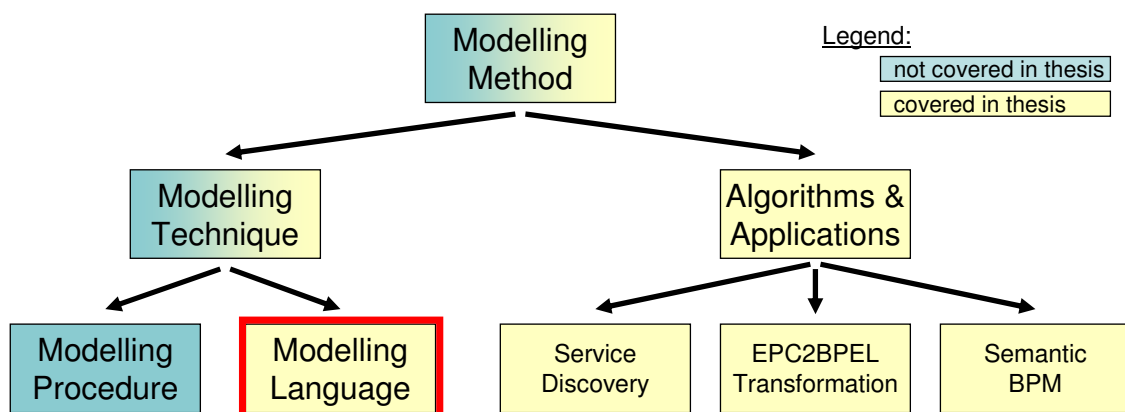 Modelling
Method
Legend:
not covered in thesis
covered in thesis
Modelling
Technique
Algorithms &
Applications
Modelling
Procedure
Modelling
Language
Service
Discovery
EPC2BPEL
Transformation
Semantic
BPM